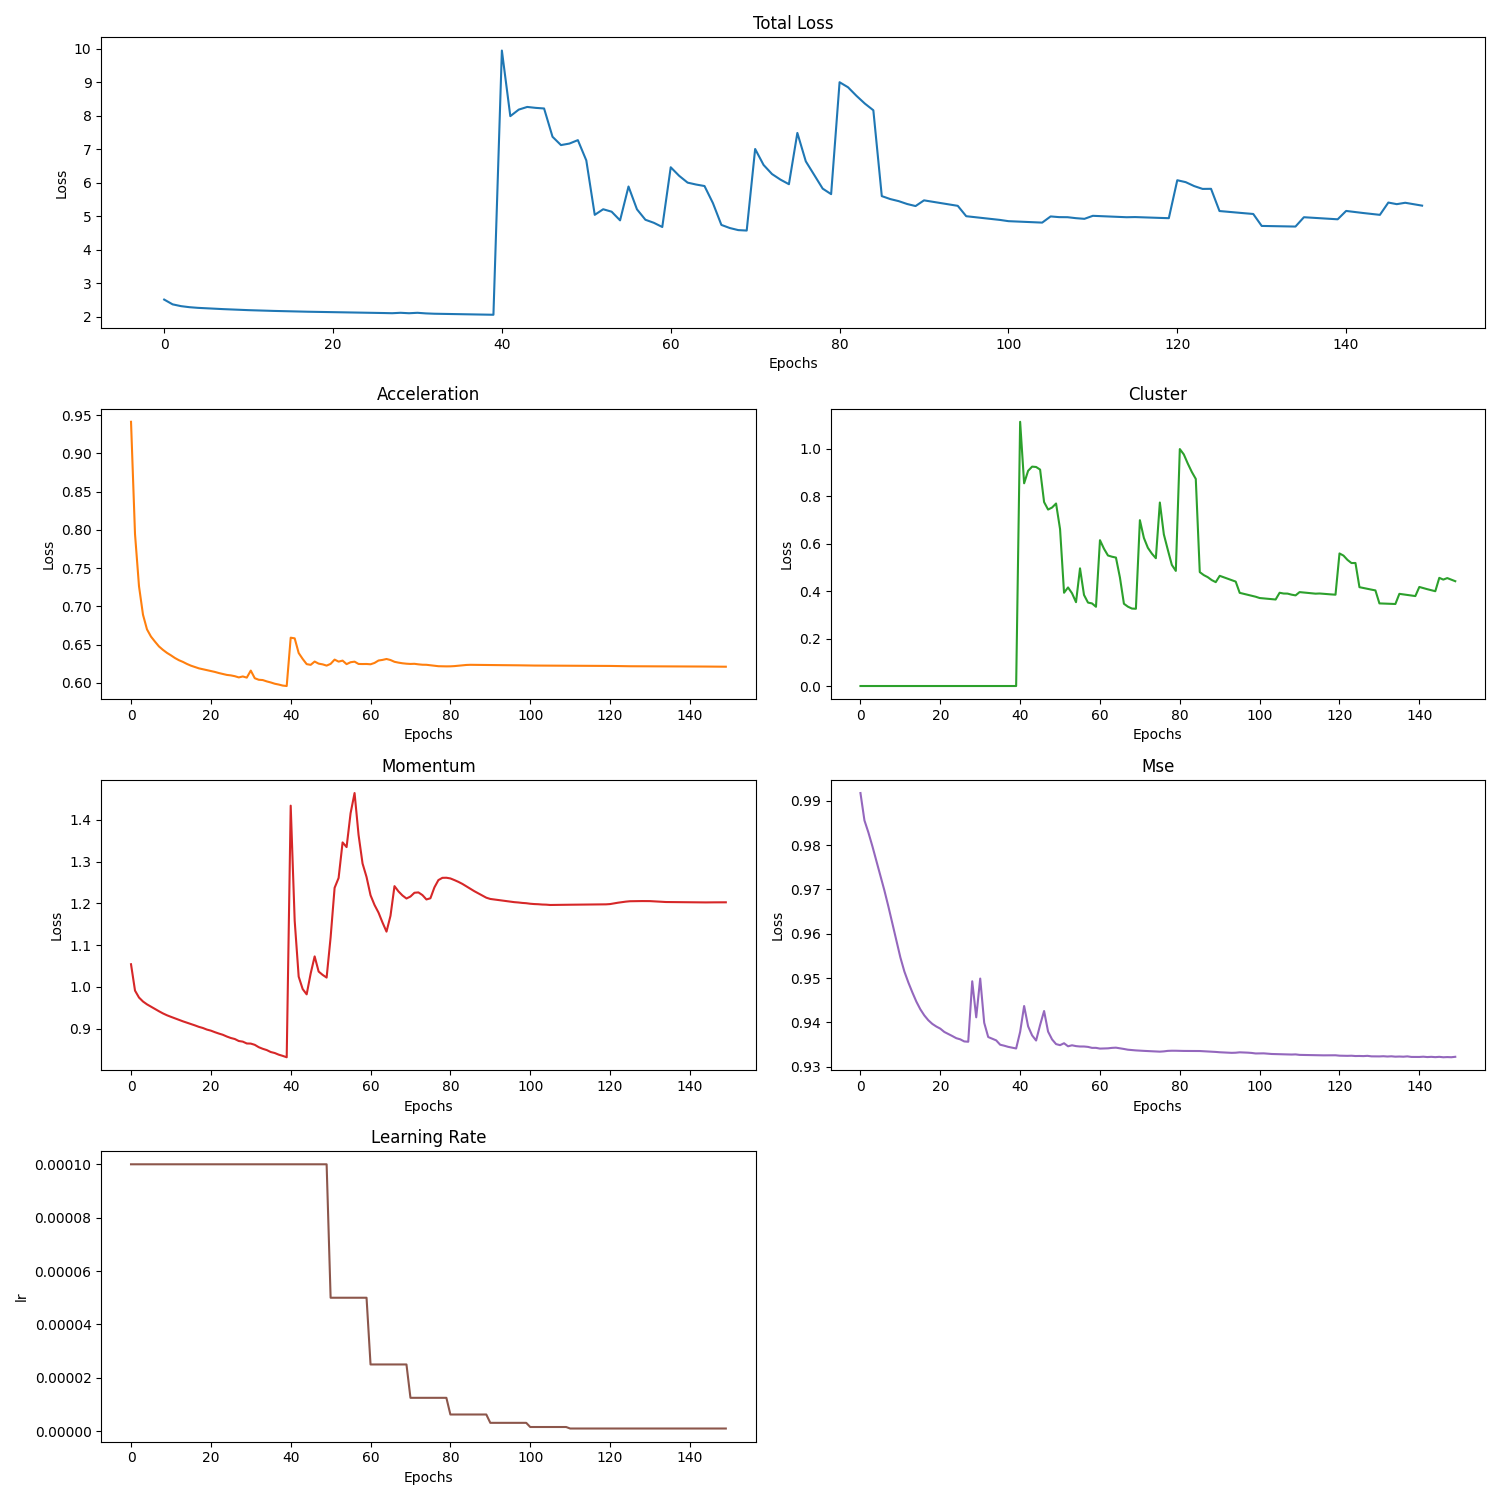 Total Loss
10
9
8
7
6
5
4
3
2
Loss
0 20 40 60 80 100 120 140
Epochs
Acceleration
0.95
0.90
0.85
0.80
0.75
0.70
0.65
0.60
Loss
0 20 40 60 80 100 120 140
Epochs
Cluster
1.0
0.8
0.6
0.4
0.2
0.0
Loss
0 20 40 60 80 100 120 140
Epochs
Momentum
1.4
1.3
1.2
1.1
1.0
0.9
Loss
0 20 40 60 80 100 120 140
Epochs
Mse
0.99
0.98
0.97
0.96
0.95
0.94
0.93
Loss
0 20 40 60 80 100 120 140
Epochs
Learning Rate
0.00010
0.00008
0.00006
0.00004
0.00002
0.00000
lr
0 20 40 60 80 100 120 140
Epochs